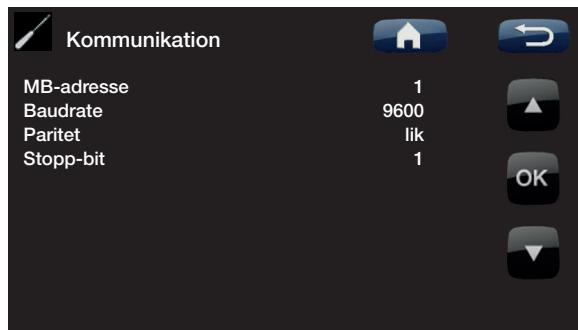 Kommunikation
MB-adresse 1
Baudrate 9600
Paritet lik
Stopp-bit 1
OK